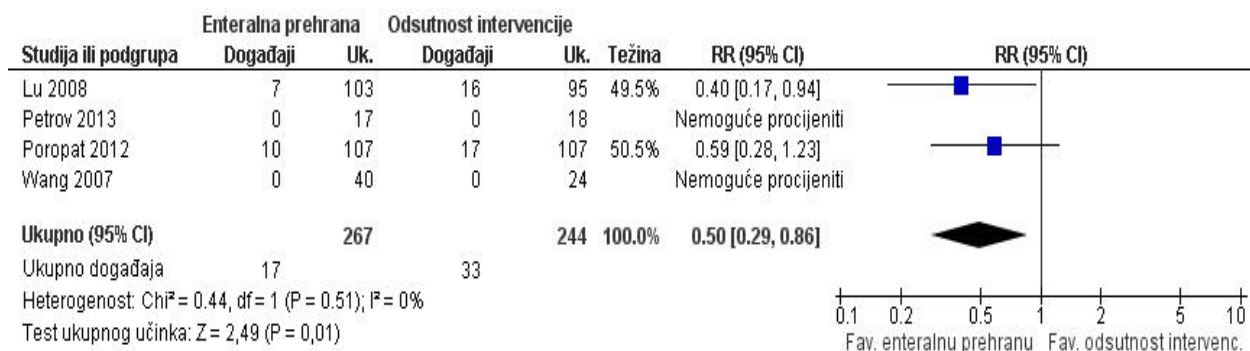 Enteralna prehrana Odsutnost intervencije
Studija ili podgrupa Događaji Uk. Događaji Uk. Težina RR (95% CI) RR (95% CI)
Lu 2008 7 103 16 95 49.5% 0.40 [0.17, 0.94]
Petrov 2013 0 17 0 18 Nemoguće procijeniti
Poropat 2012 10 107 17 107 50.5% 0.59 [0.28, 1.23]
Wang 2007 0 40 0 24 Nemoguće procijeniti
Ukupno (95% CI) 267 244 100.0% 0.50 [0.29, 0.86]
Ukupno događaja 17 33
Heterogenost: Chi² = 0.44, df = 1 (P = 0.51); I² = 0%
Test ukupnog učinka: Z = 2,49 (P = 0,01)
0.1 0.2 0.5 1 2 5 10
Fav. enteralnu prehranu Fav. odsutnost intervenc.